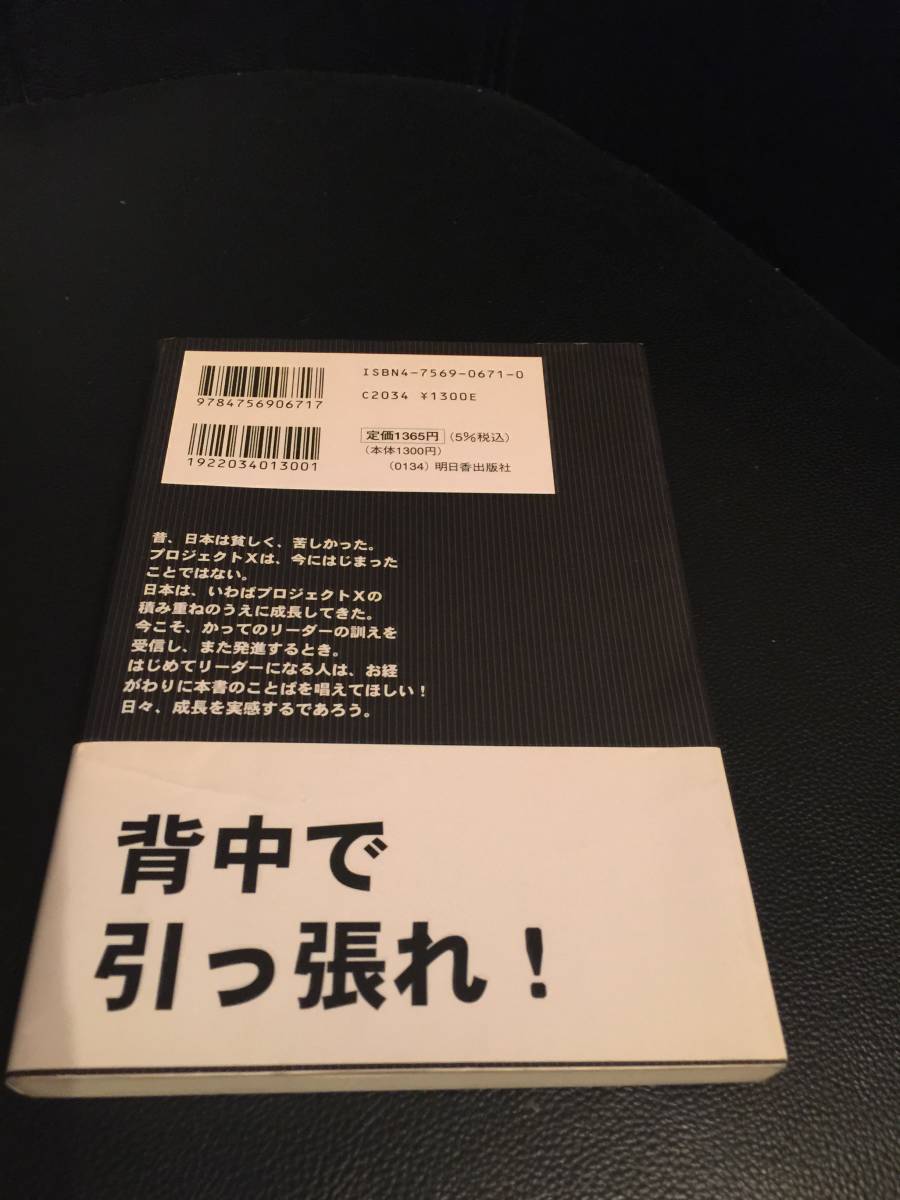 ISBN4-7569-0671-0
C2034 ¥1300E
9784756906717
定価1365円 (5%税込)
(本体1300円)
(0134) 明日香出版社
1922034013001
昔、日本は貧しく、苦しかった。
プロジェクトXは、今にはじまった
ことではない。
日本は、いわばプロジェクトXの
積み重ねのうえに成長してきた。
今こそ、かってのリーダーの訓えを
受信し、また発進するとき。
はじめてリーダーになる人は、お経
がわりに本書のことばを唱えてほしい!
日々、成長を実感するであろう。
背中で
引っ張れ!